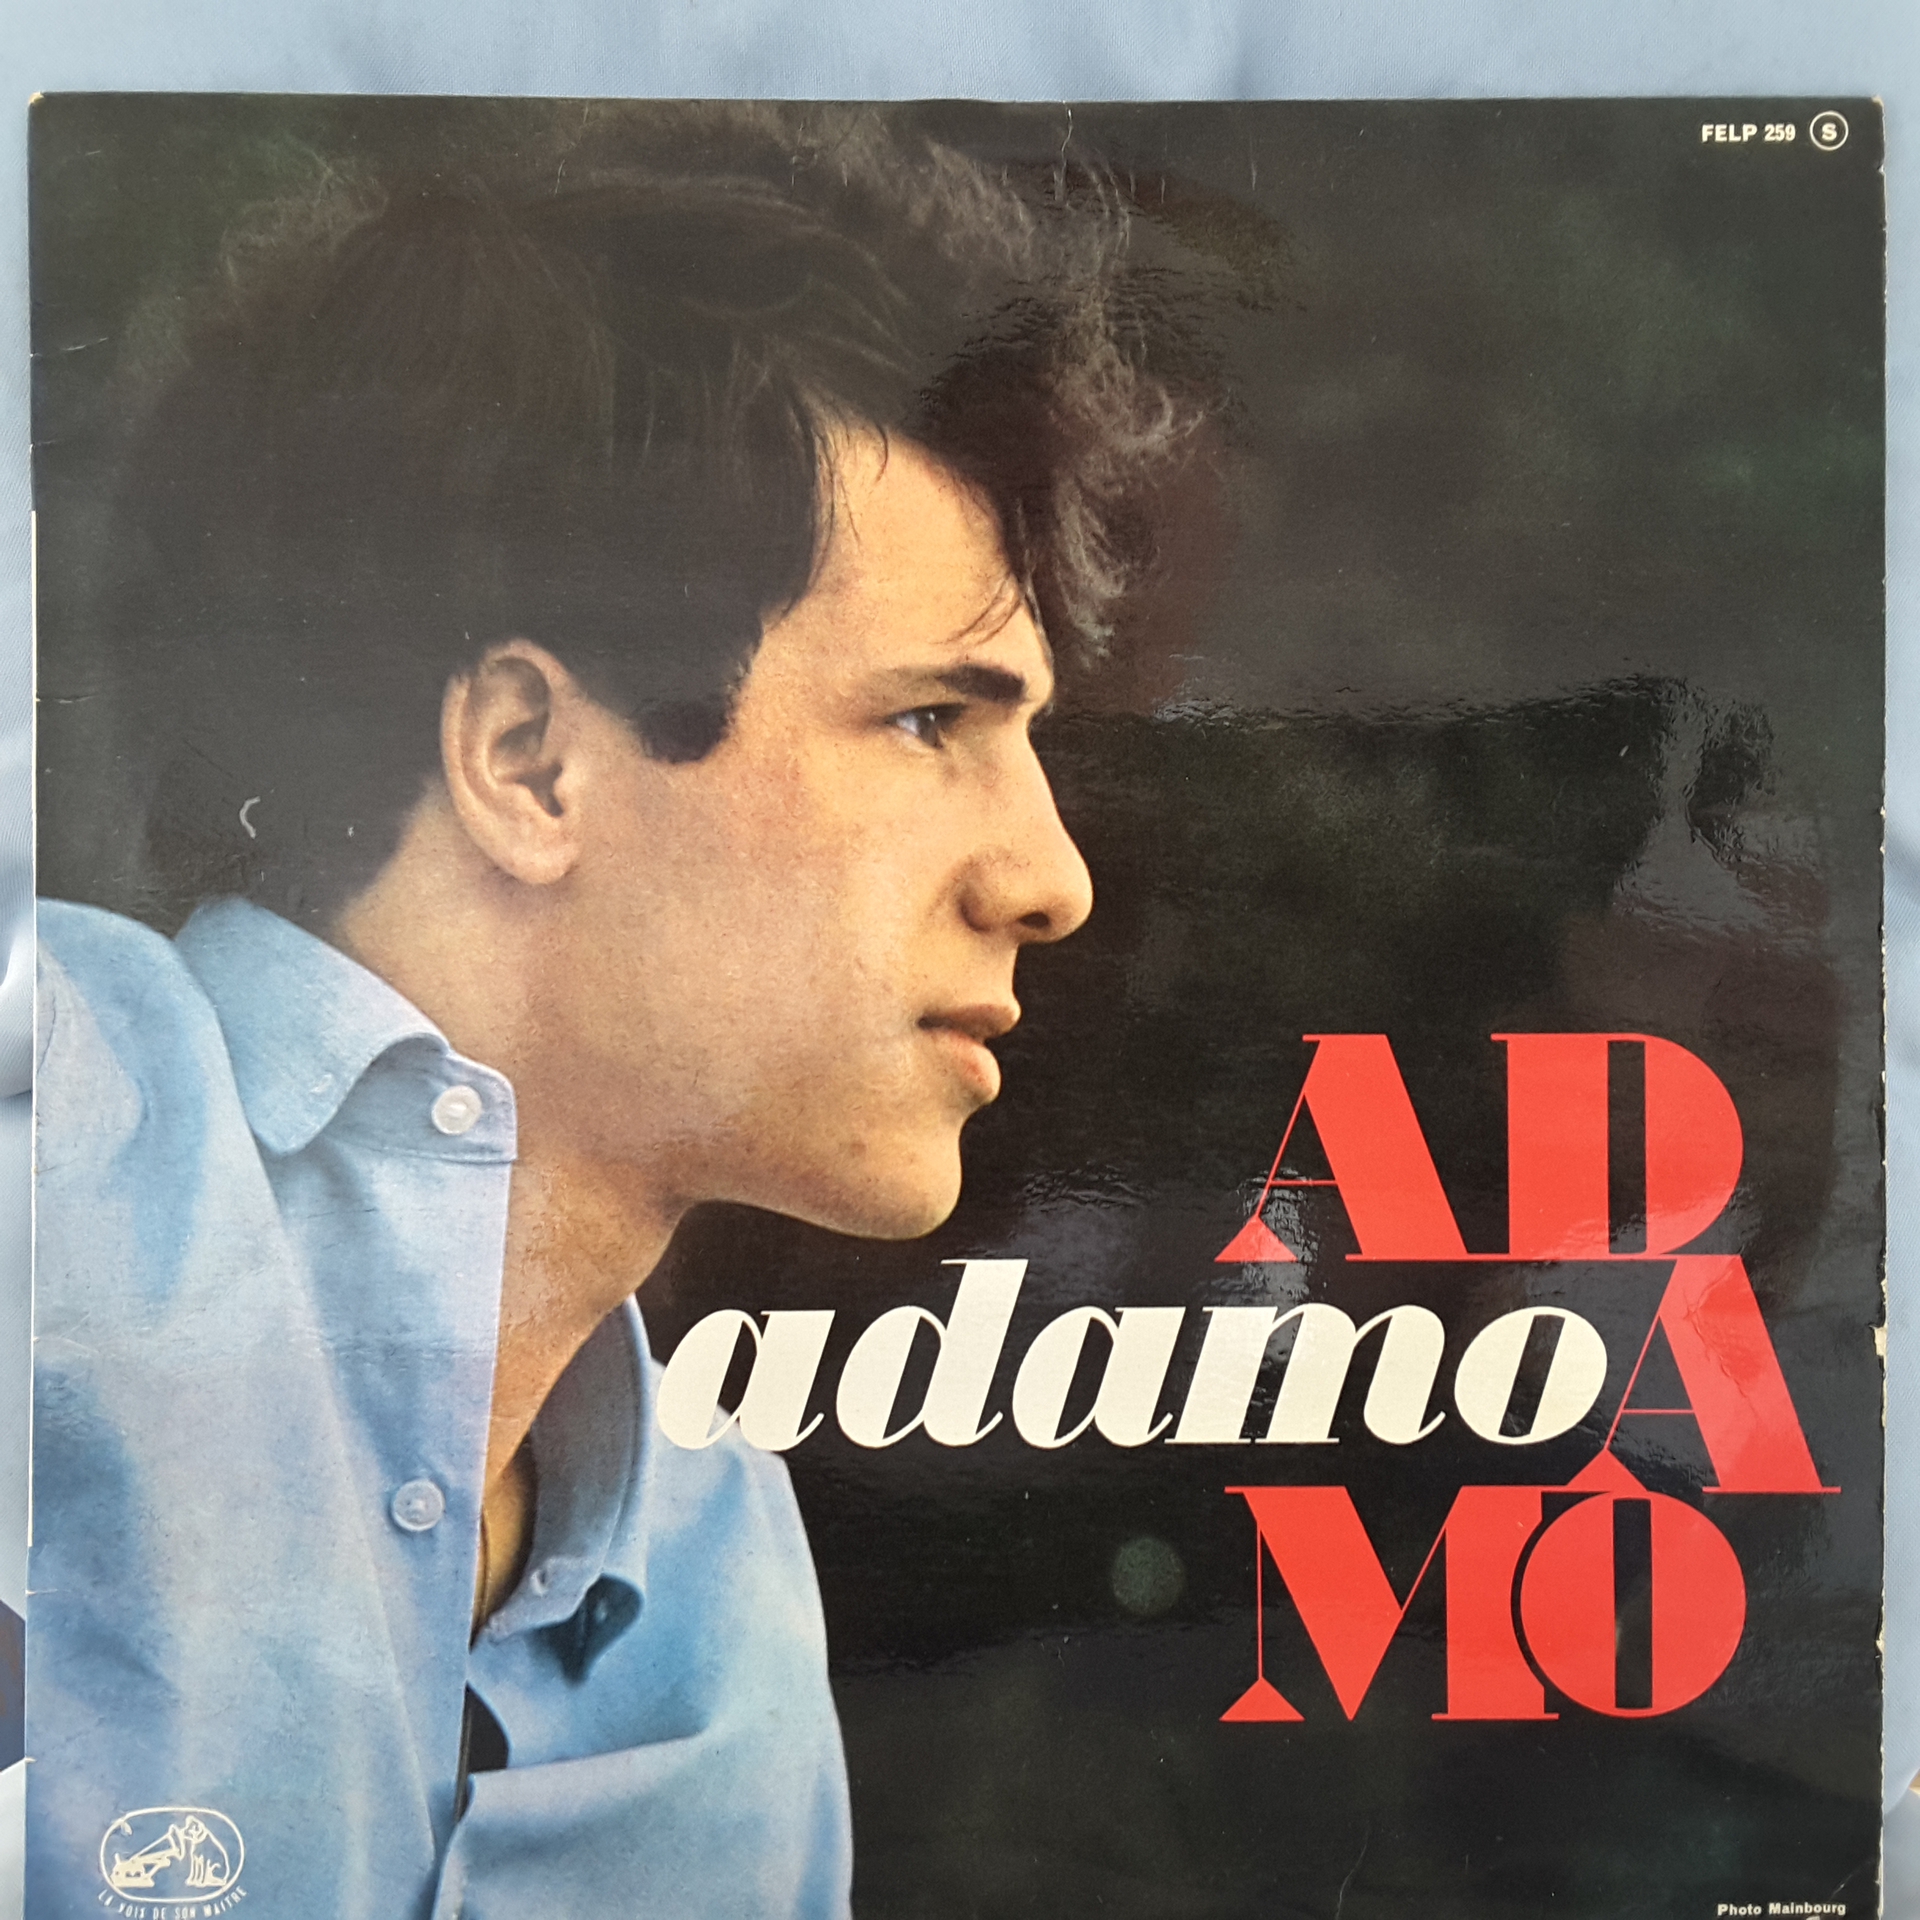 FELP 259 S
AD
adamo
A
MO
LA VOIX DE SON MAITRE
Photo Mainbourg